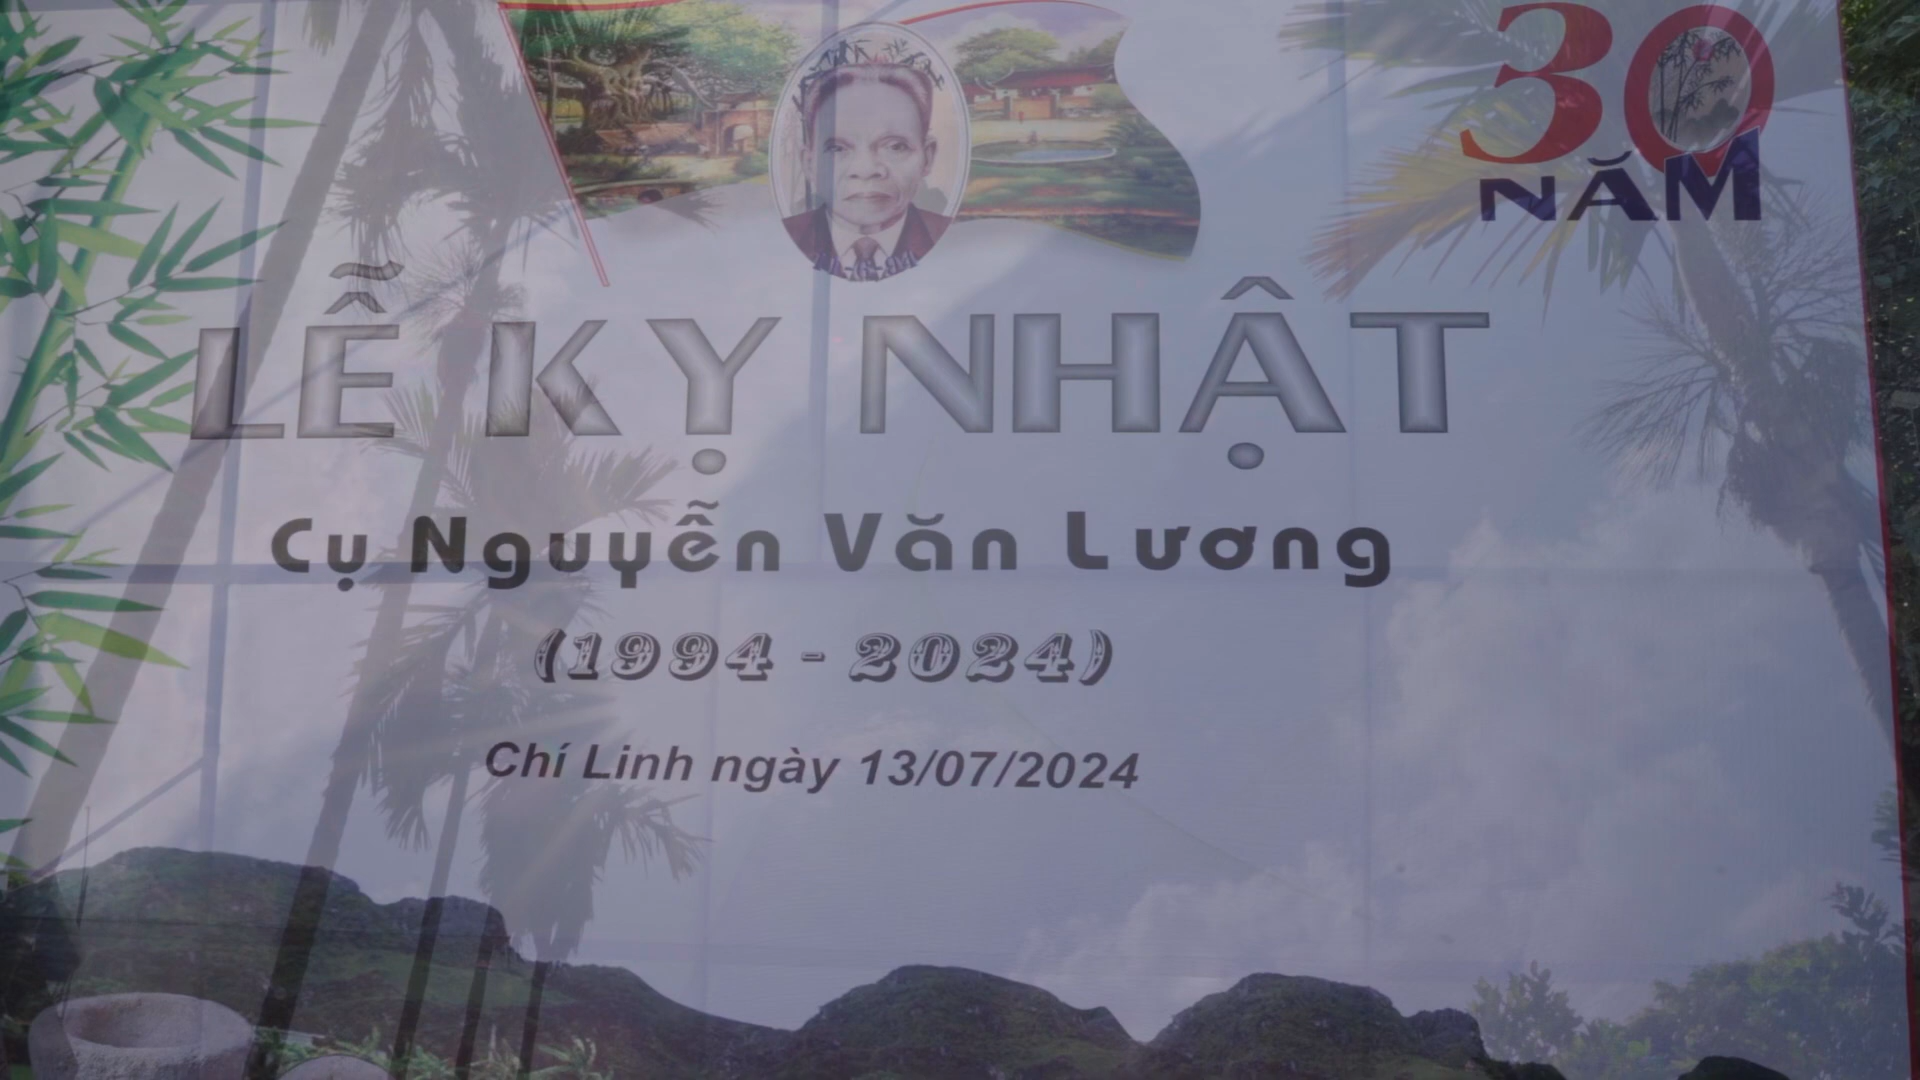 30
NĂM
LỄ KỴ NHẬT
Cụ Nguyễn Văn Lương
(1994 - 2024)
Chí Linh ngày 13/07/2024